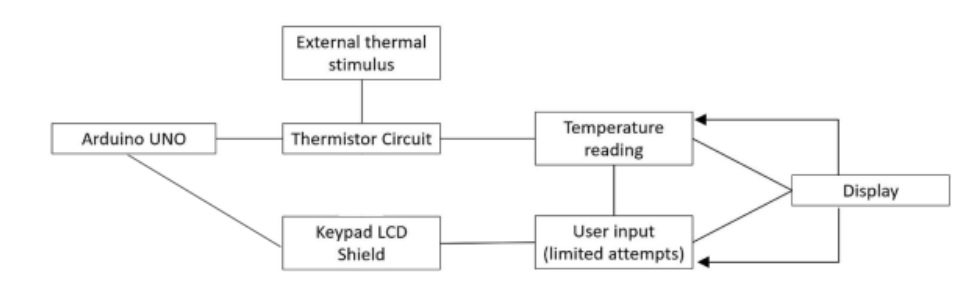 External thermal
stimulus
Arduino UNO
Thermistor Circuit
Temperature
reading
Display
Keypad LCD
Shield
User input
(limited attempts)